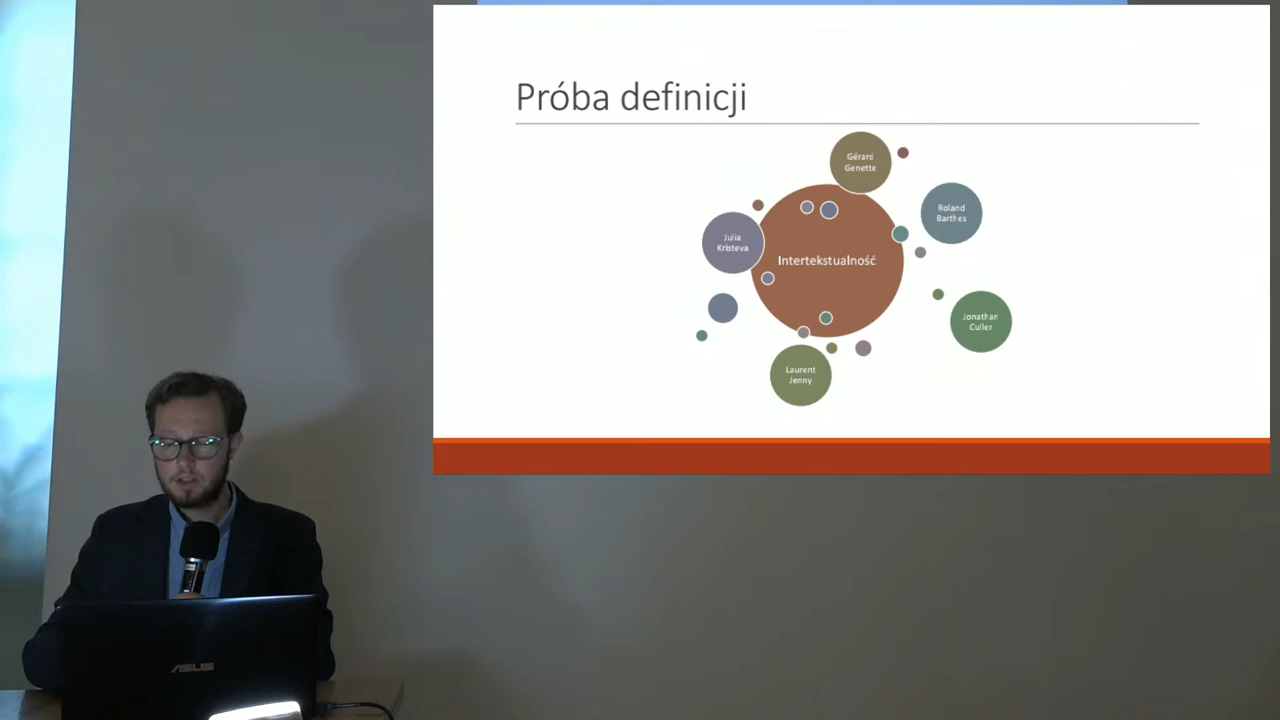 Próba definicji
Gérard
Genette
Roland
Barthes
Julia
Kristeva
Intertekstualność
Jonathan
Culler
Laurent
Jenny
ASUS